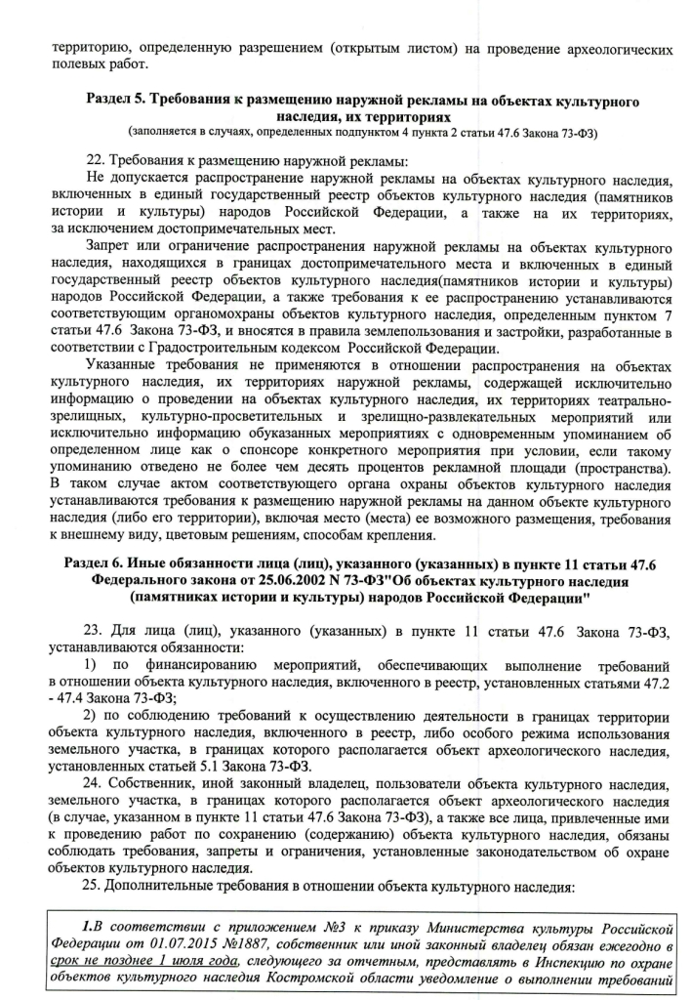 территорию, определенную разрешением (открытым листом) на проведение археологических
полевых работ.
Раздел 5. Требования к размещению наружной рекламы на объектах культурного
наследия, их территориях
(заполняется в случаях, определенных подпунктом 4 пункта 2 статьи 47.6 Закона 73-ФЗ)
22. Требования к размещению наружной рекламы:
Не допускается распространение наружной рекламы на объектах культурного наследия,
включенных в единый государственный реестр объектов культурного наследия (памятников
истории и культуры) народов Российской Федерации, а также на их территориях,
за исключением достопримечательных мест.
Запрет или ограничение распространения наружной рекламы на объектах культурного
наследия, находящихся в границах достопримечательного места и включенных в единый
государственный реестр объектов культурного наследия(памятников истории и культуры)
народов Российской Федерации, а также требования к ее распространению устанавливаются
соответствующим органомохраны объектов культурного наследия, определенным пунктом 7
статьи 47.6 Закона 73-ФЗ, и вносятся в правила землепользования и застройки, разработанные в
соответствии с Градостроительным кодексом Российской Федерации.
Указанные требования не применяются в отношении распространения на объектах
культурного наследия, их территориях наружной рекламы, содержащей исключительно
информацию о проведении на объектах культурного наследия, их территориях театрально-
зрелищных, культурно-просветительных и зрелищно-развлекательных мероприятий или
исключительно информацию обуказанных мероприятиях с одновременным упоминанием об
определенном лице как о спонсоре конкретного мероприятия при условии, если такому
упоминанию отведено не более чем десять процентов рекламной площади (пространства).
В таком случае актом соответствующего органа охраны объектов культурного наследия
устанавливаются требования к размещению наружной рекламы на данном объекте культурного
наследия (либо его территории), включая место (места) ее возможного размещения, требования
к внешнему виду, цветовым решениям, способам крепления.
Раздел 6. Иные обязанности лица (лиц), указанного (указанных) в пункте 11 статьи 47.6
Федерального закона от 25.06.2002 N 73-ФЗ"Об объектах культурного наследия
(памятниках истории и культуры) народов Российской Федерации"
23. Для лица (лиц), указанного (указанных) в пункте 11 статьи 47.6 Закона 73-ФЗ,
устанавливаются обязанности:
1) по финансированию мероприятий, обеспечивающих выполнение требований
в отношении объекта культурного наследия, включенного в реестр, установленных статьями 47.2
- 47.4 Закона 73-ФЗ;
2) по соблюдению требований к осуществлению деятельности в границах территории
объекта культурного наследия, включенного в реестр, либо особого режима использования
земельного участка, в границах которого располагается объект археологического наследия,
установленных статьей 5.1 Закона 73-ФЗ.
24. Собственник, иной законный владелец, пользователи объекта культурного наследия,
земельного участка, в границах которого располагается объект археологического наследия
(в случае, указанном в пункте 11 статьи 47.6 Закона 73-ФЗ), а также все лица, привлеченные ими
к проведению работ по сохранению (содержанию) объекта культурного наследия, обязаны
соблюдать требования, запреты и ограничения, установленные законодательством об охране
объектов культурного наследия.
25. Дополнительные требования в отношении объекта культурного наследия:
1.В соответствии с приложением №3 к приказу Министерства культуры Российской
Федерации от 01.07.2015 №1887, собственник или иной законный владелец обязан ежегодно в
срок не позднее 1 июля года, следующего за отчетным, представлять в Инспекцию по охране
объектов культурного наследия Костромской области уведомление о выполнении требований